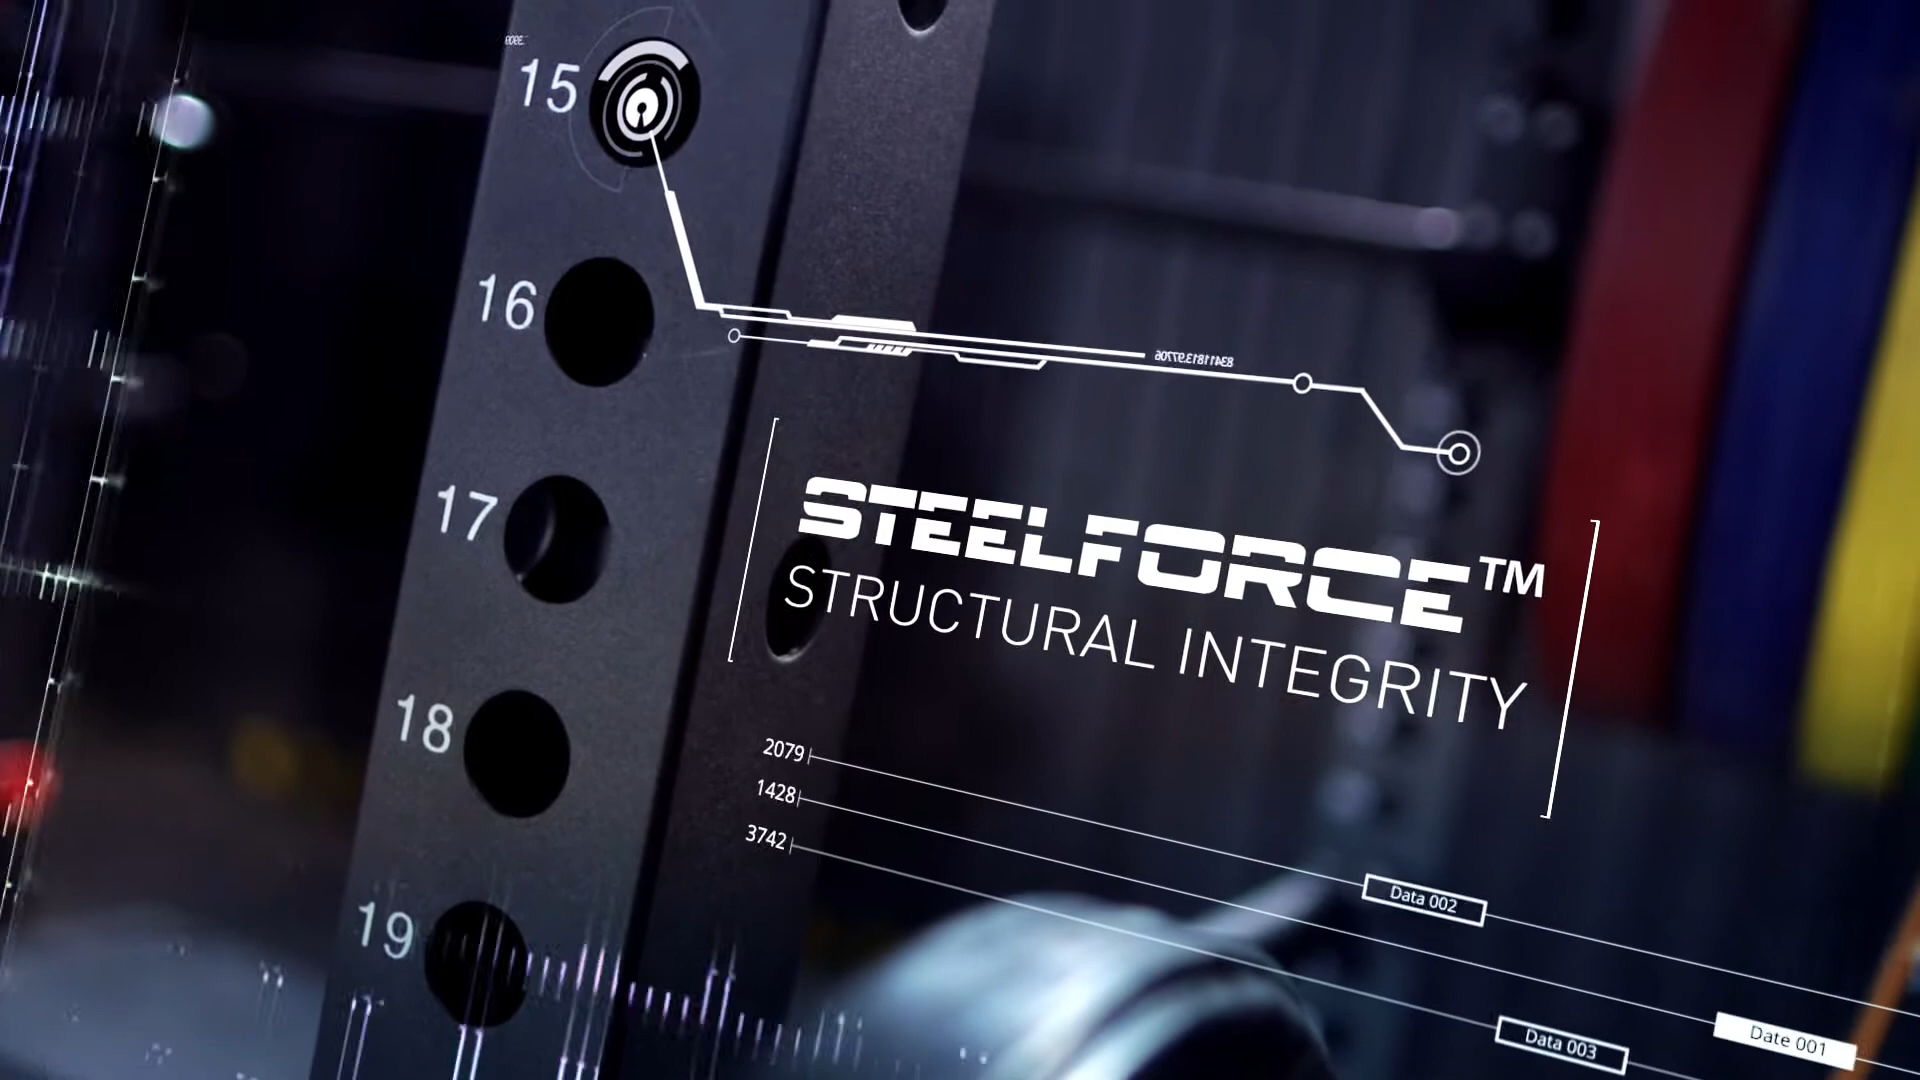 15
16
17
18
19
STEELFORCE™
STRUCTURAL INTEGRITY
2079
1428
3742
Data 002
Date 001
Data 003